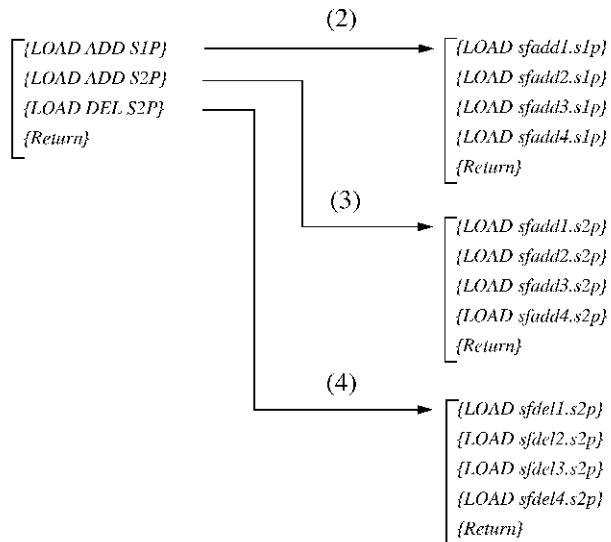 {LOAD ADD S1P}
{LOAD ADD S2P}
{LOAD DEL S2P}
{Return}
(2)
{LOAD sfadd1.s1p}
{LOAD sfadd2.s1p}
{LOAD sfadd3.s1p}
{LOAD sfadd4.s1p}
{Return}
(3)
{LOAD sfadd1.s2p}
{LOAD sfadd2.s2p}
{LOAD sfadd3.s2p}
{LOAD sfadd4.s2p}
{Return}
(4)
{LOAD sfdel1.s2p}
{LOAD sfdel2.s2p}
{LOAD sfdel3.s2p}
{LOAD sfdel4.s2p}
{Return}